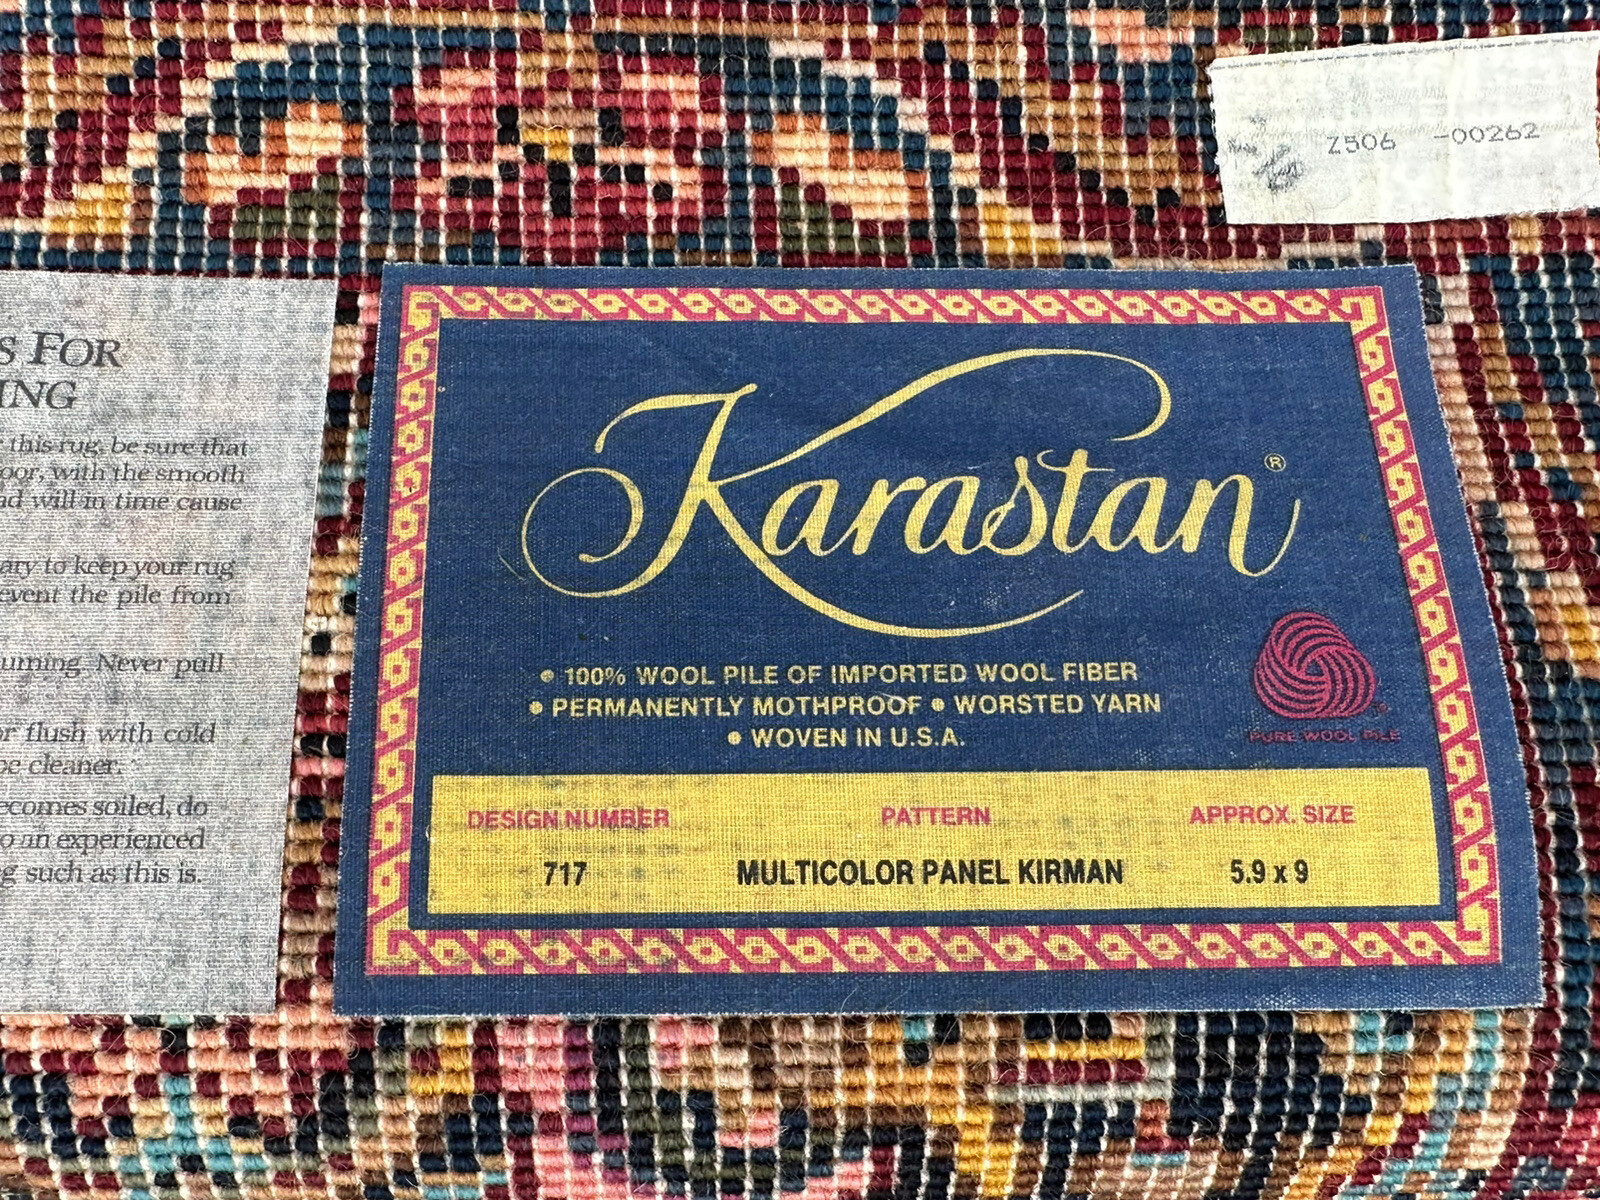 Z506 -00262
S FOR
ING
this rug, be sure that
oor, with the smooth
nd will in time cause
ary to keep your rug
event the pile from
uming. Never pull
or flush with cold
pe cleaner.
ecomes soiled, do
o an experienced
g such as this is.
Karastan®
• 100% WOOL PILE OF IMPORTED WOOL FIBER
• PERMANENTLY MOTHPROOF • WORSTED YARN
• WOVEN IN U.S.A.
PURE WOOL PILE
DESIGN NUMBER PATTERN APPROX. SIZE
717 MULTICOLOR PANEL KIRMAN 5.9 x 9